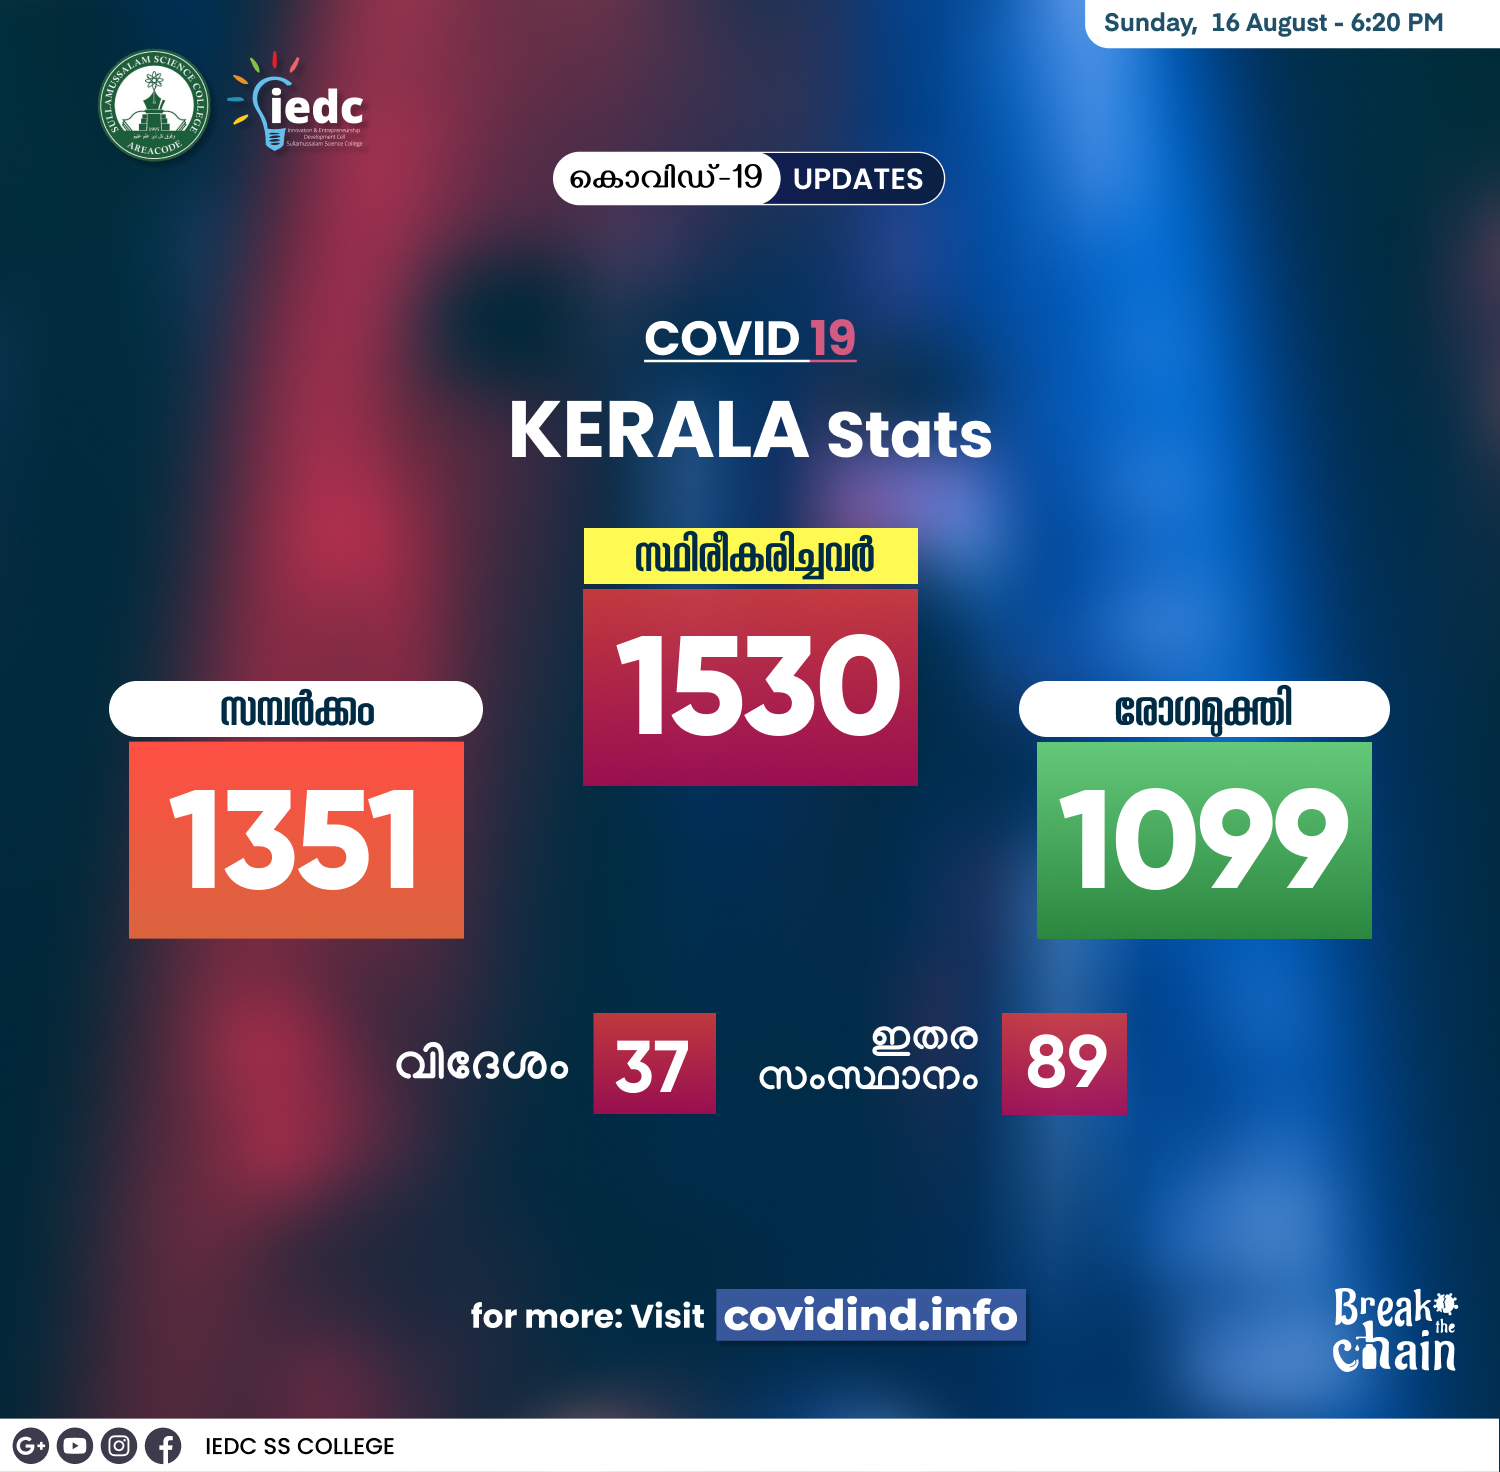 Sunday, 16 August - 6:20 PM
SULLAMUSSALAM SCIENCE COLLEGE
1995
AREACODE
iedc
Innovation & Entrepreneurship
Development Cell
Sullamussalam Science College
കൊവിഡ്-19 UPDATES
COVID 19
KERALA Stats
സ്ഥിരീകരിച്ചവർ
1530
സമ്പർക്കം
1351
രോഗമുക്തി
1099
വിദേശം 37
ഇതര
സംസ്ഥാനം 89
for more: Visit covidind.info
Break
the
chain
G+ IEDC SS COLLEGE